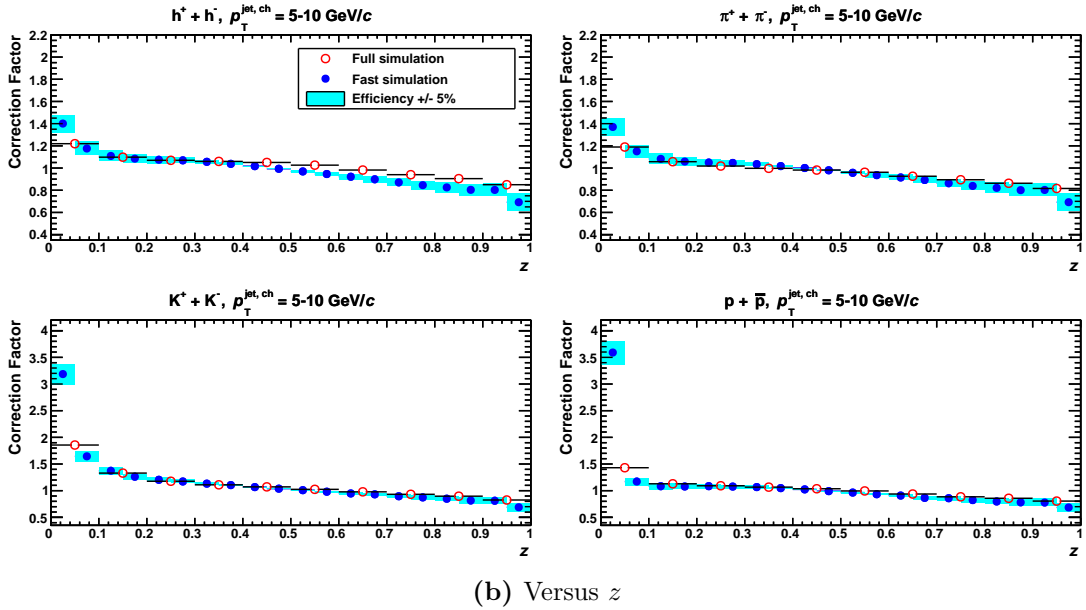 h⁺ + h⁻, p_T^{jet, ch} = 5-10 GeV/c
Correction Factor
2.2
2
1.8
1.6
1.4
1.2
1
0.8
0.6
0.4
Full simulation
Fast simulation
Efficiency +/- 5%
0 0.1 0.2 0.3 0.4 0.5 0.6 0.7 0.8 0.9 1
z
π⁺ + π⁻, p_T^{jet, ch} = 5-10 GeV/c
Correction Factor
2.2
2
1.8
1.6
1.4
1.2
1
0.8
0.6
0.4
0 0.1 0.2 0.3 0.4 0.5 0.6 0.7 0.8 0.9 1
z
K⁺ + K⁻, p_T^{jet, ch} = 5-10 GeV/c
Correction Factor
4
3.5
3
2.5
2
1.5
1
0.5
0 0.1 0.2 0.3 0.4 0.5 0.6 0.7 0.8 0.9 1
z
p + p̅, p_T^{jet, ch} = 5-10 GeV/c
Correction Factor
4
3.5
3
2.5
2
1.5
1
0.5
0 0.1 0.2 0.3 0.4 0.5 0.6 0.7 0.8 0.9 1
z
(b) Versus z